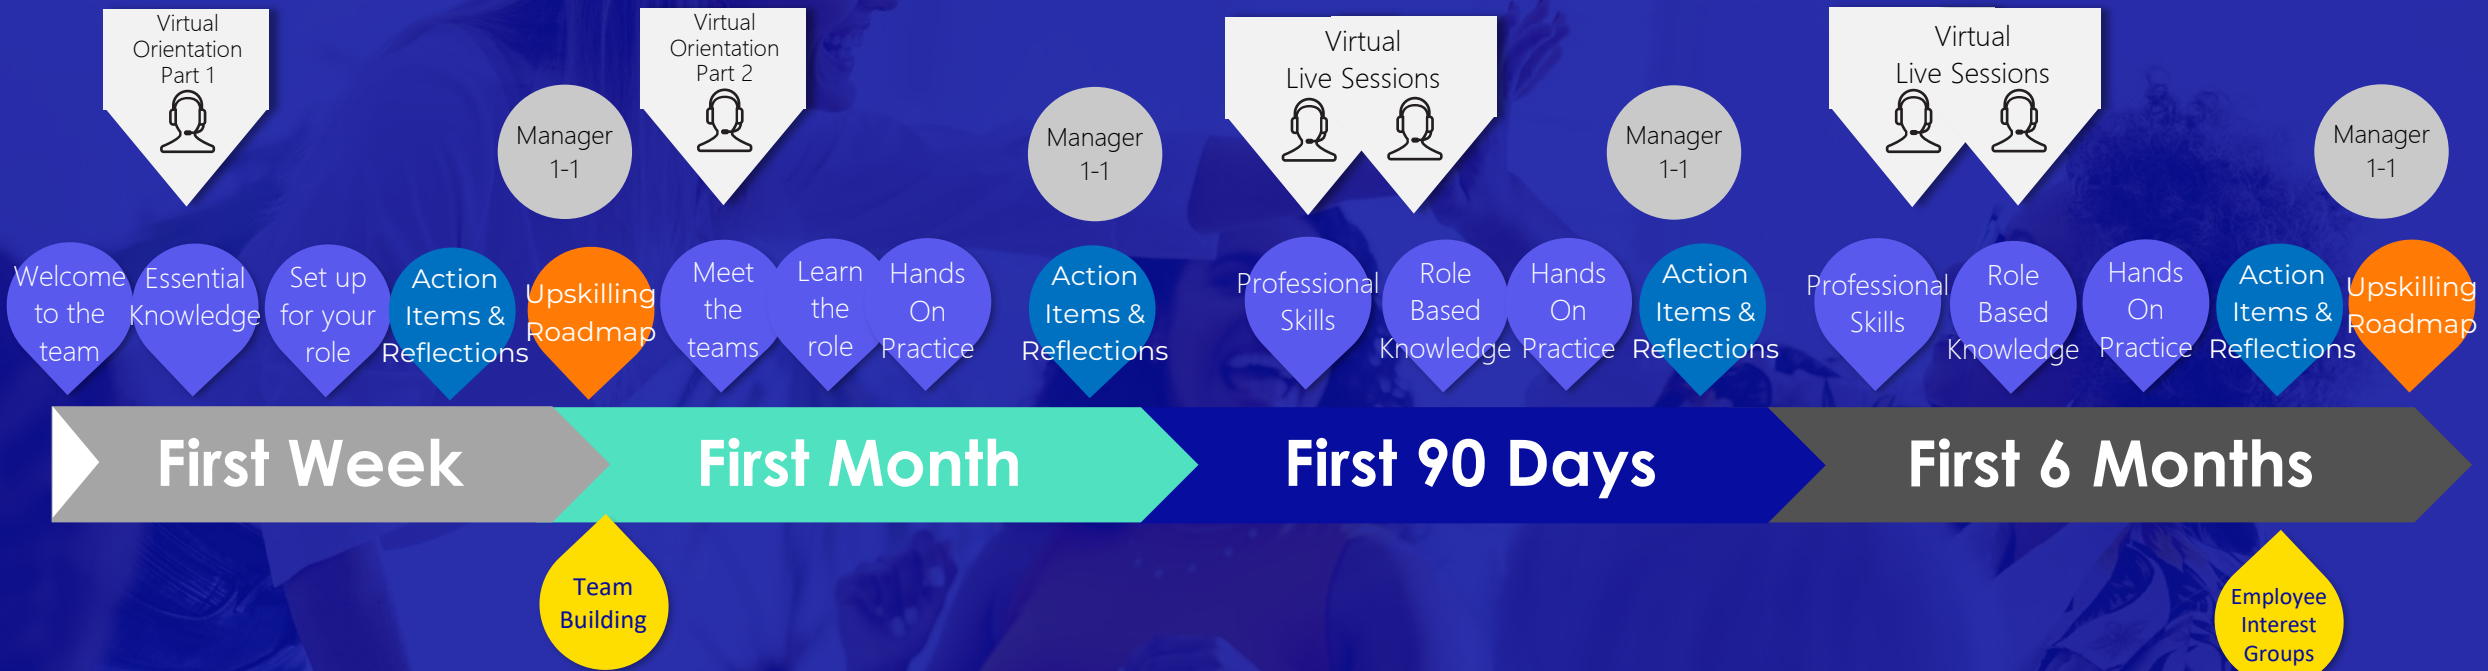 Virtual
Orientation
Part 1
Virtual
Orientation
Part 2
Virtual
Live Sessions
Virtual
Live Sessions
Manager
1-1
Manager
1-1
Manager
1-1
Manager
1-1
Welcome
to the
team
Essential
Knowledge
Set up
for your
role
Action
Items &
Reflections
Upskilling
Roadmap
Meet
the
teams
Learn
the
role
Hands
On
Practice
Action
Items &
Reflections
Professional
Skills
Role
Based
Knowledge
Hands
On
Practice
Action
Items &
Reflections
Professional
Skills
Role
Based
Knowledge
Hands
On
Practice
Action
Items &
Reflections
Upskilling
Roadmap
First Week
First Month
First 90 Days
First 6 Months
Team
Building
Employee
Interest
Groups